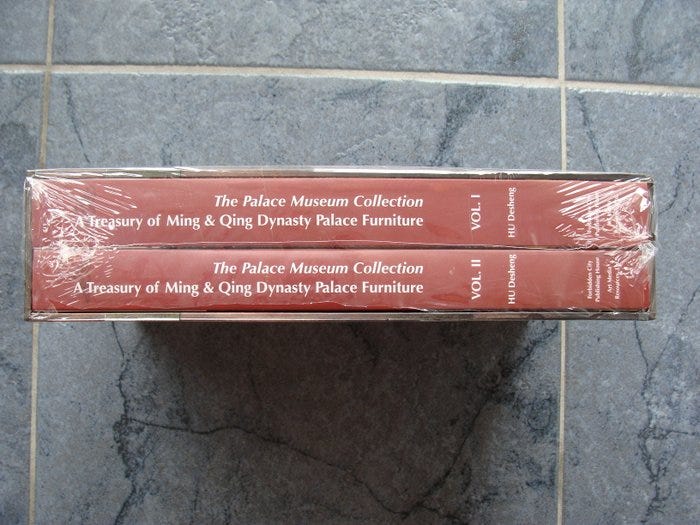 The Palace Museum Collection
A Treasury of Ming & Qing Dynasty Palace Furniture
VOL. I
HU Desheng
The Palace Museum Collection
A Treasury of Ming & Qing Dynasty Palace Furniture
VOL. II
HU Desheng
Forbidden City
Publishing House
Art Media
Resources, Ltd.